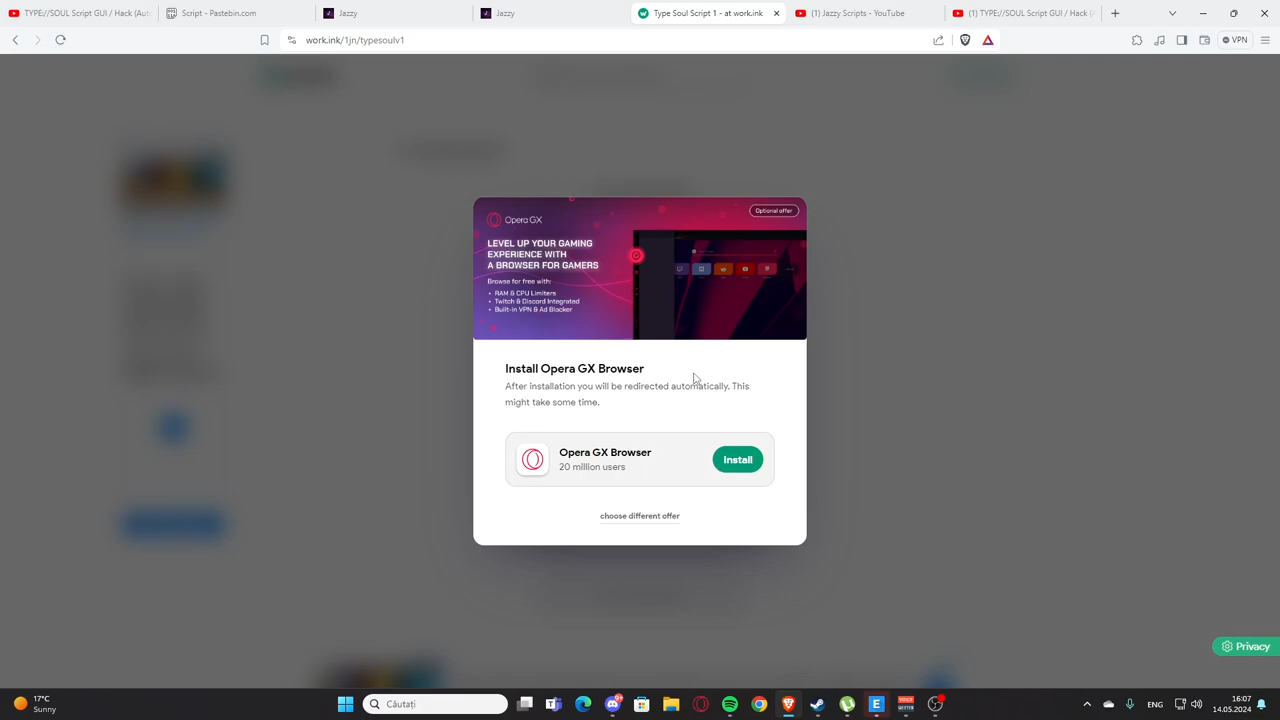 TYPE//SOUL Script GUI / Hack (Aut
Script - Pastebin.com
Jazzy
Jazzy
Type Soul Script 1 - at work.ink
(1) Jazzy Scripts - YouTube
(1) TYPE//SOUL Script GUI / H
work.ink/1jn/typesoulv1
VPN
Opera GX
Optional offer
LEVEL UP YOUR GAMING
EXPERIENCE WITH
A BROWSER FOR GAMERS
Browse for free with:
• RAM & CPU Limiters
• Twitch & Discord Integrated
• Built-in VPN & Ad Blocker
Install Opera GX Browser
After installation you will be redirected automatically. This
might take some time.
Opera GX Browser
20 million users
Install
choose different offer
Privacy
17°C
Sunny
Căutați
ENG
16:07
14.05.2024